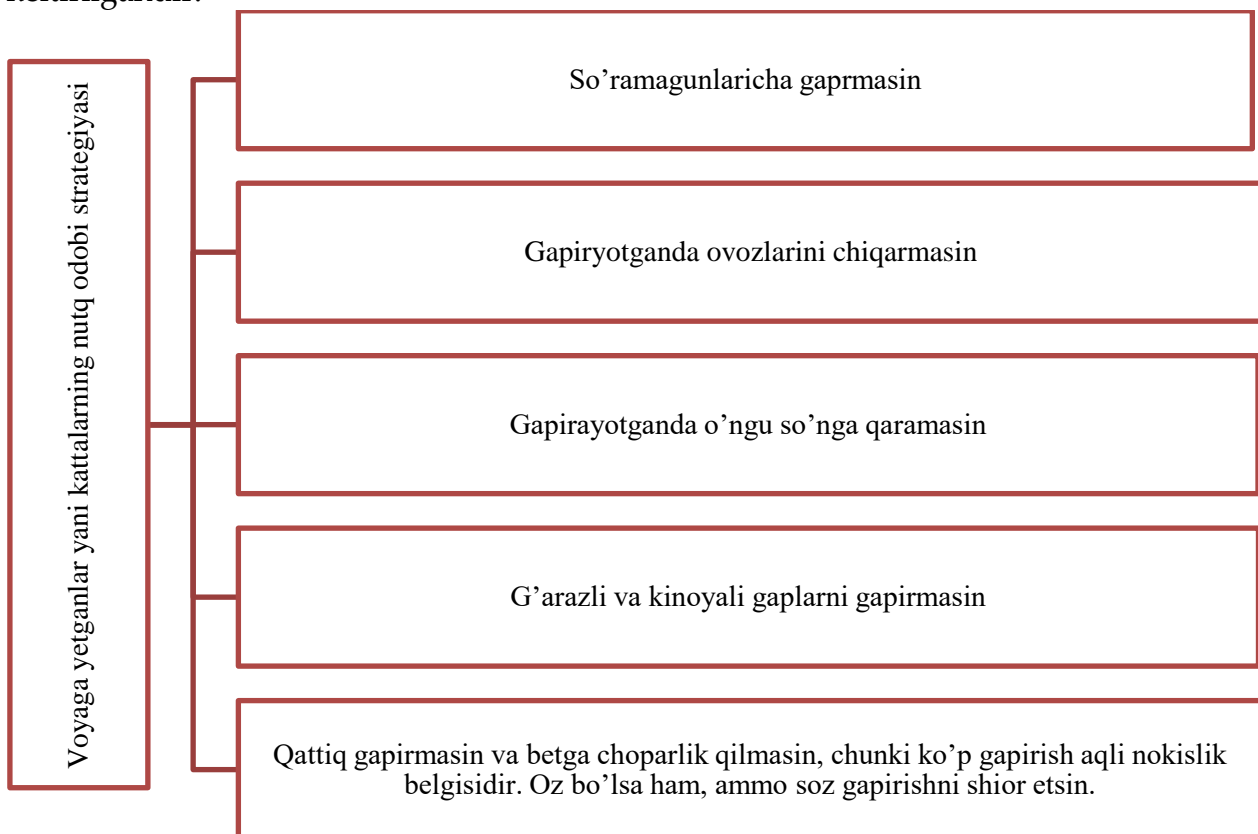 Voyaga yetganlar yani kattalarning nutq odobi strategiyasi
So’ramagunlaricha gaprmasin
Gapiryotganda ovozlarini chiqarmasin
Gapirayotganda o’ngu so’nga qaramasin
G’arazli va kinoyali gaplarni gapirmasin
Qattiq gapirmasin va betga choparlik qilmasin, chunki ko’p gapirish aqli nokislik
belgisidir. Oz bo’lsa ham, ammo soz gapirishni shior etsin.